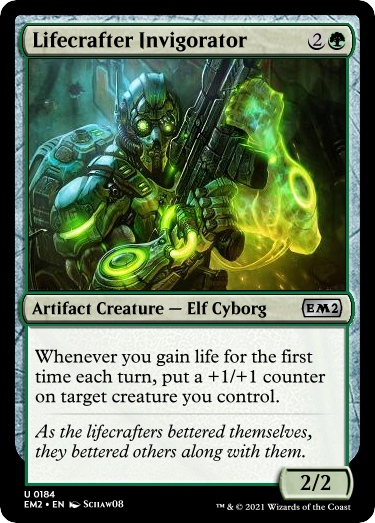 Lifecrafter Invigorator 2
Artifact Creature — Elf Cyborg EM2
Whenever you gain life for the first
time each turn, put a +1/+1 counter
on target creature you control.
As the lifecrafters bettered themselves,
they bettered others along with them.
2/2
U 0184
EM2 • EN Schaw08
™ & © 2021 Wizards of the Coast